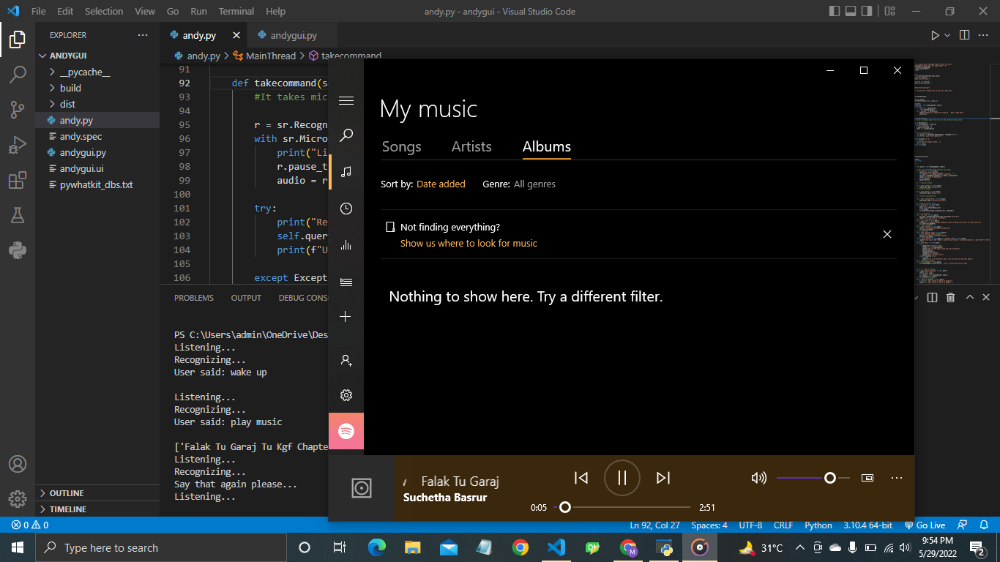 File Edit Selection View Go Run Terminal Help
andy.py - andygui - Visual Studio Code
EXPLORER
ANDYGUI
__pycache__
build
dist
andy.py
andy.spec
andygui.py
andygui.ui
pywhatkit_dbs.txt
OUTLINE
TIMELINE
andy.py andygui.py
andy.py > MainThread > takecommand
91
92 def takecommand(s
93 #It takes mic
94
95 r = sr.Recogn
96 with sr.Micro
97 print("Li
98 r.pause_t
99 audio = r
100
101 try:
102 print("Re
103 self.query
104 print(f"U
105
106 except Except
PROBLEMS OUTPUT DEBUG CONS
PS C:\Users\admin\OneDrive\Des
Listening...
Recognizing...
User said: wake up
Listening...
Recognizing...
User said: play music
['Falak Tu Garaj Tu Kgf Chapte
Listening...
Recognizing...
Say that again please...
Listening...
My music
Songs Artists Albums
Sort by: Date added Genre: All genres
Not finding everything?
Show us where to look for music
Nothing to show here. Try a different filter.
Falak Tu Garaj
Suchetha Basrur
0:05 2:51
0 0 Ln 92, Col 27 Spaces: 4 UTF-8 CRLF Python 3.10.4 64-bit Go Live
Type here to search
M
31°C
9:54 PM
5/29/2022
2